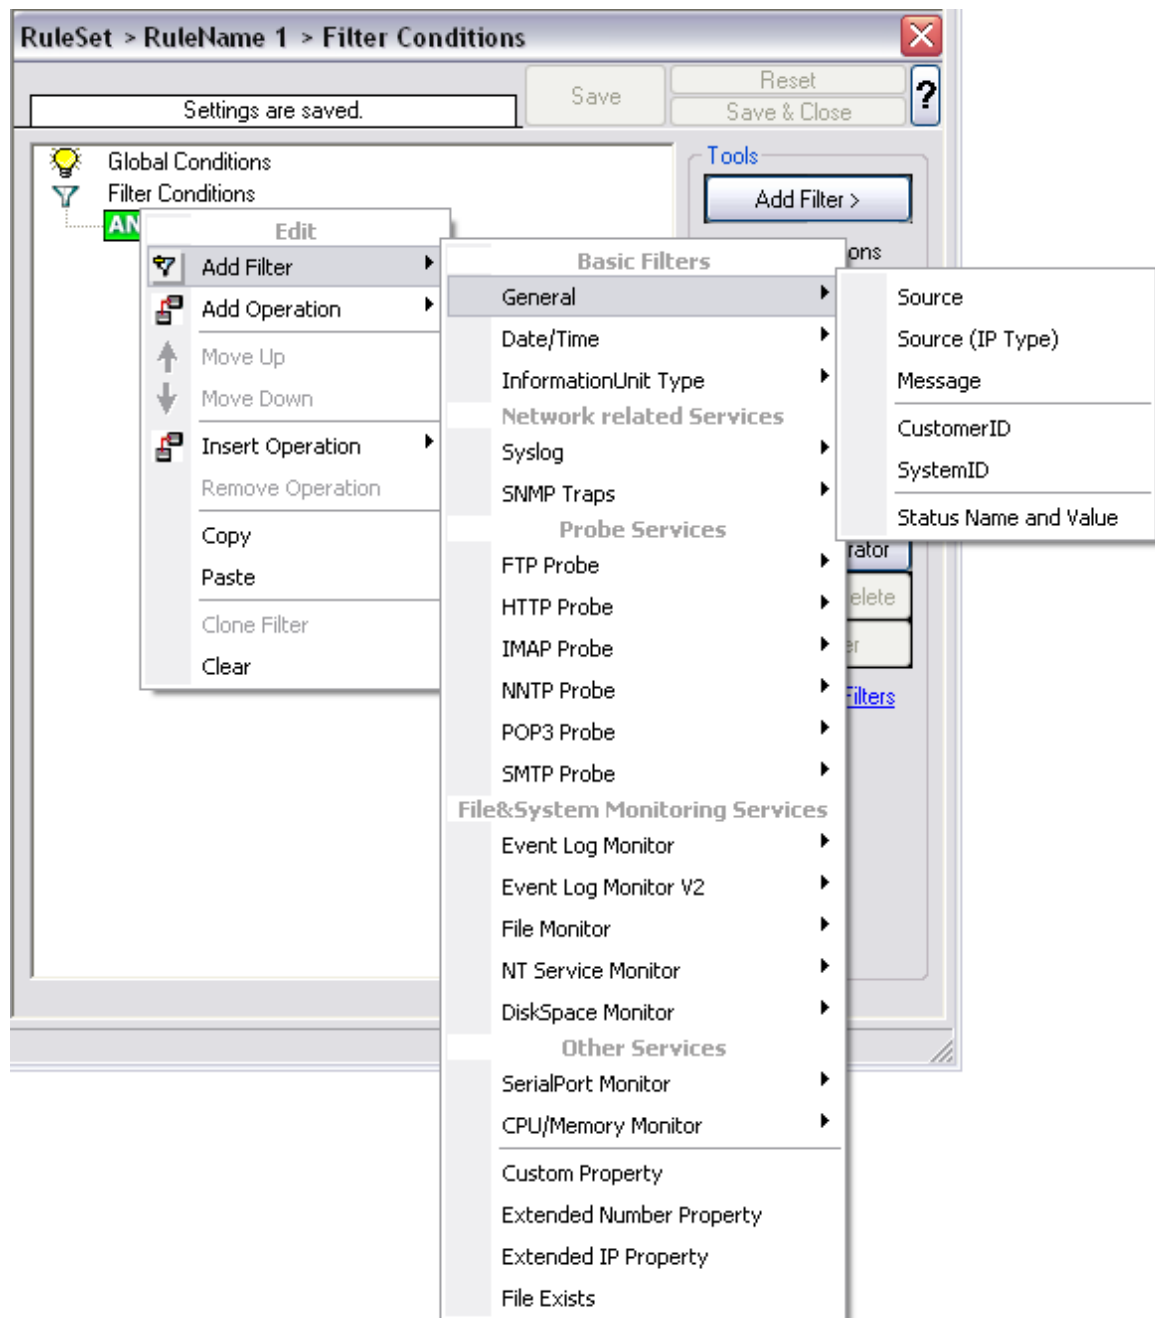 RuleSet > RuleName 1 > Filter Conditions
Settings are saved.
Save
Reset
Save & Close
?
Global Conditions
Filter Conditions
Tools
Add Filter >
Edit
Add Filter
Add Operation
Move Up
Move Down
Insert Operation
Remove Operation
Copy
Paste
Clone Filter
Clear
Basic Filters
General
Date/Time
InformationUnit Type
Network related Services
Syslog
SNMP Traps
Probe Services
FTP Probe
HTTP Probe
IMAP Probe
NNTP Probe
POP3 Probe
SMTP Probe
File&System Monitoring Services
Event Log Monitor
Event Log Monitor V2
File Monitor
NT Service Monitor
DiskSpace Monitor
Other Services
SerialPort Monitor
CPU/Memory Monitor
Custom Property
Extended Number Property
Extended IP Property
File Exists
Source
Source (IP Type)
Message
CustomerID
SystemID
Status Name and Value
Filters